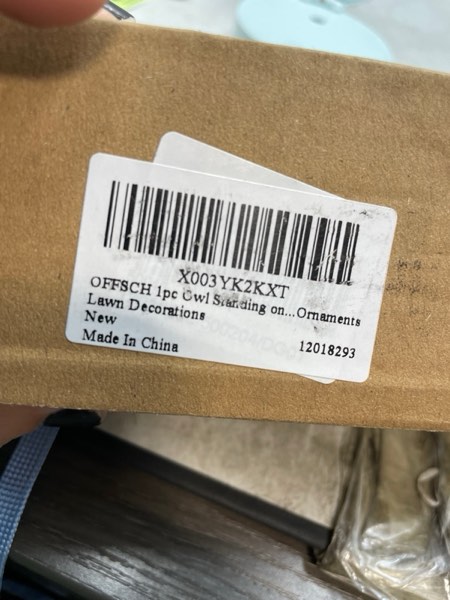 X003YK2KXT
OFFSCH 1pc Owl Standing on...Ornaments
Lawn Decorations
New
12018293
Made In China